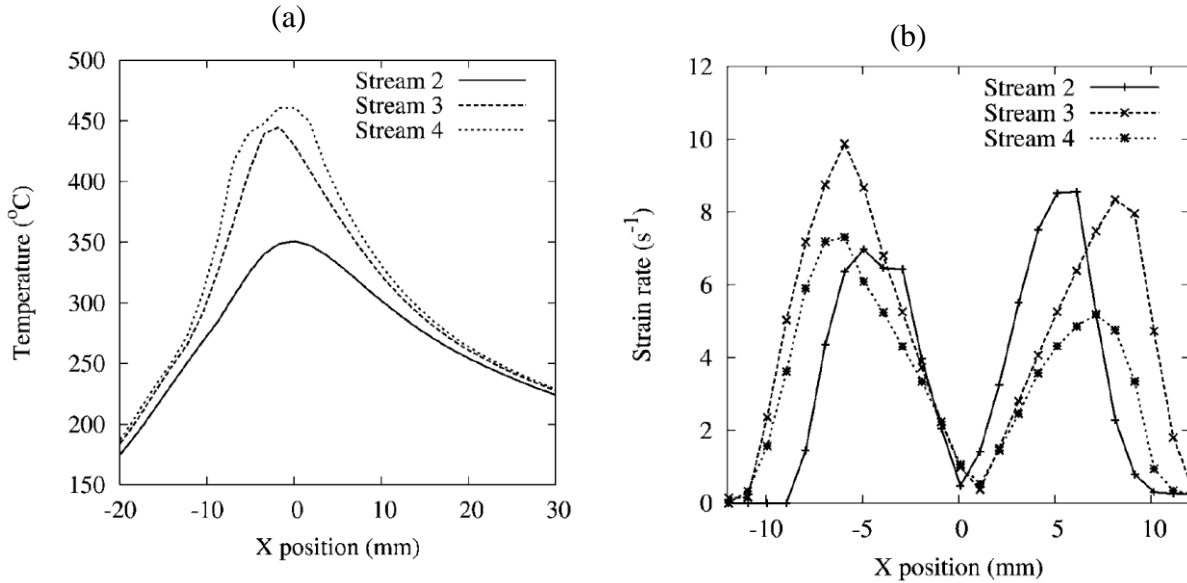 (a)
500
450
400
350
300
250
200
150
-20
-10
0
10
20
30
Temperature (°C)
X position (mm)
Stream 2
Stream 3
Stream 4
(b)
12
10
8
6
4
2
0
-10
-5
0
5
10
Strain rate (s⁻¹)
X position (mm)
Stream 2
Stream 3
Stream 4